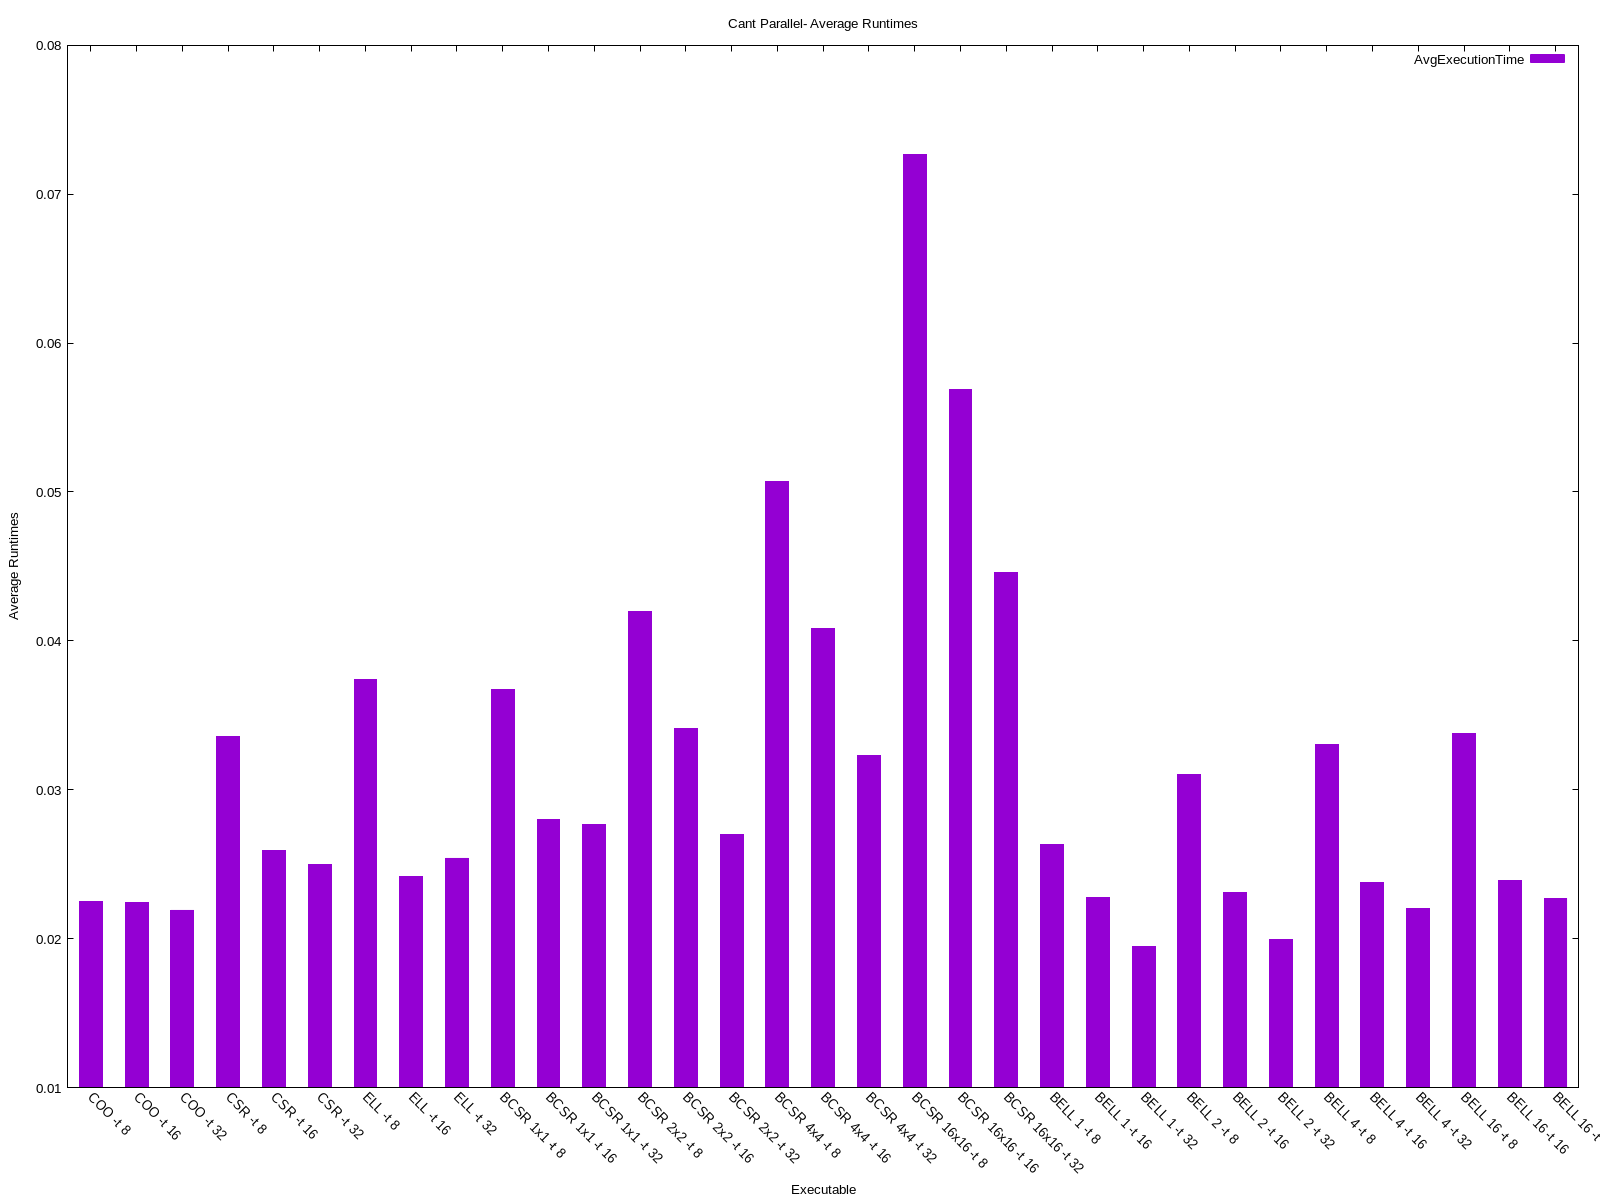 Cant Parallel- Average Runtimes
AvgExecutionTime
0.08
0.07
0.06
0.05
0.04
0.03
0.02
0.01
Average Runtimes
COO -t 8
COO -t 16
COO -t 32
CSR -t 8
CSR -t 16
CSR -t 32
ELL -t 8
ELL -t 16
ELL -t 32
BCSR 1x1 -t 8
BCSR 1x1 -t 16
BCSR 1x1 -t 32
BCSR 2x2 -t 8
BCSR 2x2 -t 16
BCSR 2x2 -t 32
BCSR 4x4 -t 8
BCSR 4x4 -t 16
BCSR 4x4 -t 32
BCSR 16x16 -t 8
BCSR 16x16 -t 16
BCSR 16x16 -t 32
BELL 1 -t 8
BELL 1 -t 16
BELL 1 -t 32
BELL 2 -t 8
BELL 2 -t 16
BELL 2 -t 32
BELL 4 -t 8
BELL 4 -t 16
BELL 4 -t 32
BELL 16 -t 8
BELL 16 -t 16
BELL 16 -t
Executable